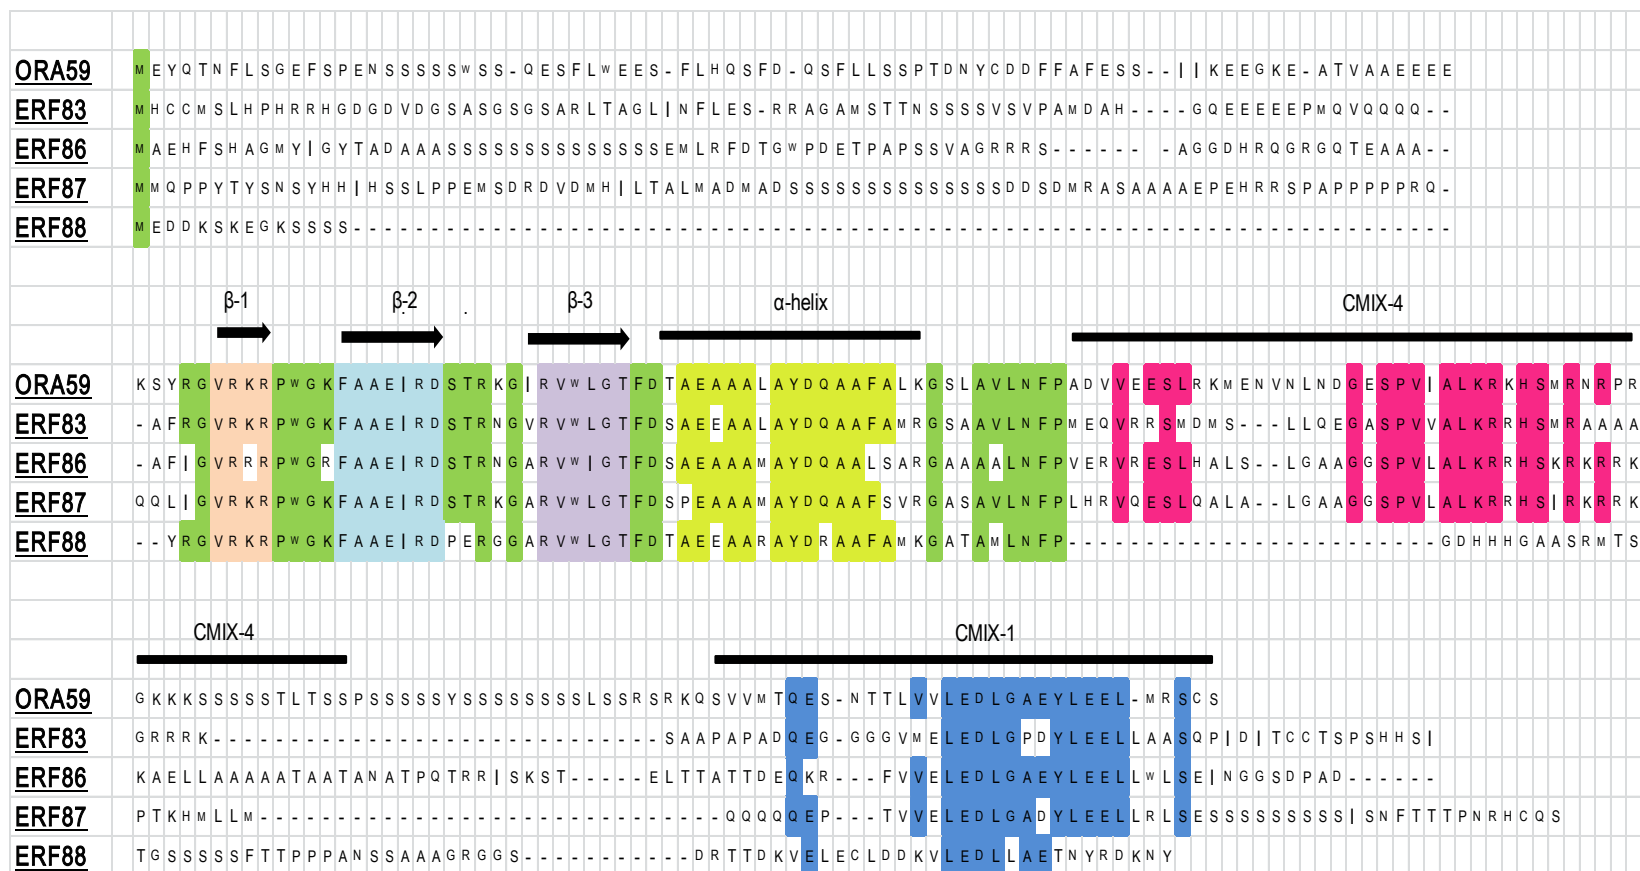 ORA59 MEYQTNFLSGEFSPENSSSSSWSS-QESFLWEES-FLHQSFD-QSFLLSSPTDNYCDDFFAFESS--IIKEEGKE-ATVAAEEEE
ERF83 MHCCMSLHPHRRHGDGDVDGSASGSGSARLTAGLINFLES-RRAGAMSTTNSSSSVSVPAMDAH----GQEEEEEPMQVQQQQ--
ERF86 MAEHFSHAGMYIGYTADAAASSSSSSSSSSSSSSEMLRFDTGWPDETPAPSSVAGRRRS------ -AGGDHRQGRGQTEAAA--
ERF87 MMQPPYTYSNSYHHIHSSLPPEMSDRDVDMHILTALMADMADSSSSSSSSSSSSSSDDSDMRASAAAAEPEHRRSPAPPPPPRQ-
ERF88 MEDDKSKEGKSSSS-----------------------------------------------------------------------
β-1 β-2 β-3 α-helix CMIX-4
ORA59 KSYRGVRKRPWGKFAAEIRDSTRKGIRVWLGTFDTAEAAALAYDQAAFALKGSLAVLNFPADVVEESLRKMENVNLNDGESPVIALKRKHSMRNRPR
ERF83 -AFRGVRKRPWGKFAAEIRDSTRNGVRVWLGTFDSAEEAALAYDQAAFAMRGSAAVLNFPMEQVRRSMDMS---LLQEGASPVVALKRRHSMRAAAA
ERF86 -AFIGVRRRPWGRFAAEIRDSTRNGARVWIGTFDSAEAAAMAYDQAALSARGAAAALNFPVERVRESLHALS--LGAAGGSPVLALKRRHSKRKRRK
ERF87 QQLIGVRKRPWGKFAAEIRDSTRKGARVWLGTFDSPEAAAMAYDQAAFSVRGASAVLNFPLHRVQESLQALA--LGAAGGSPVLALKRRHSIRKRRK
ERF88 --YRGVRKRPWGKFAAEIRDPERGGARVWLGTFDTAEEAARAYDRAAFAMKGATAMLNFP------------------------GDHHHGAASRMTS
CMIX-4 CMIX-1
ORA59 GKKKSSSSSTLTSSPSSSSSYSSSSSSSSLSSRSRKQSVVMTQES-NTTLVVLEDLGAEYLEEL-MRSCS
ERF83 GRRRK-----------------------------SAAPAPADQEG-GGGVMELEDLGPDYLEELLAASQPIDITCCTSPSHHSI
ERF86 KAELLAAAAATAATANATPQTRRISKST-----ELTTATTDEQKR---FVVELEDLGAEYLEELLWLSEINGGSDPAD------
ERF87 PTKHMLLM------------------------------QQQQQEP---TVVELEDLGADYLEELLRLSESSSSSSSSSISNFTTTPNRHCQS
ERF88 TGSSSSSFTTPPPANSSAAAGRGGS-----------DRTTDKVELECLDDKVLEDLLAETNYRDKNY